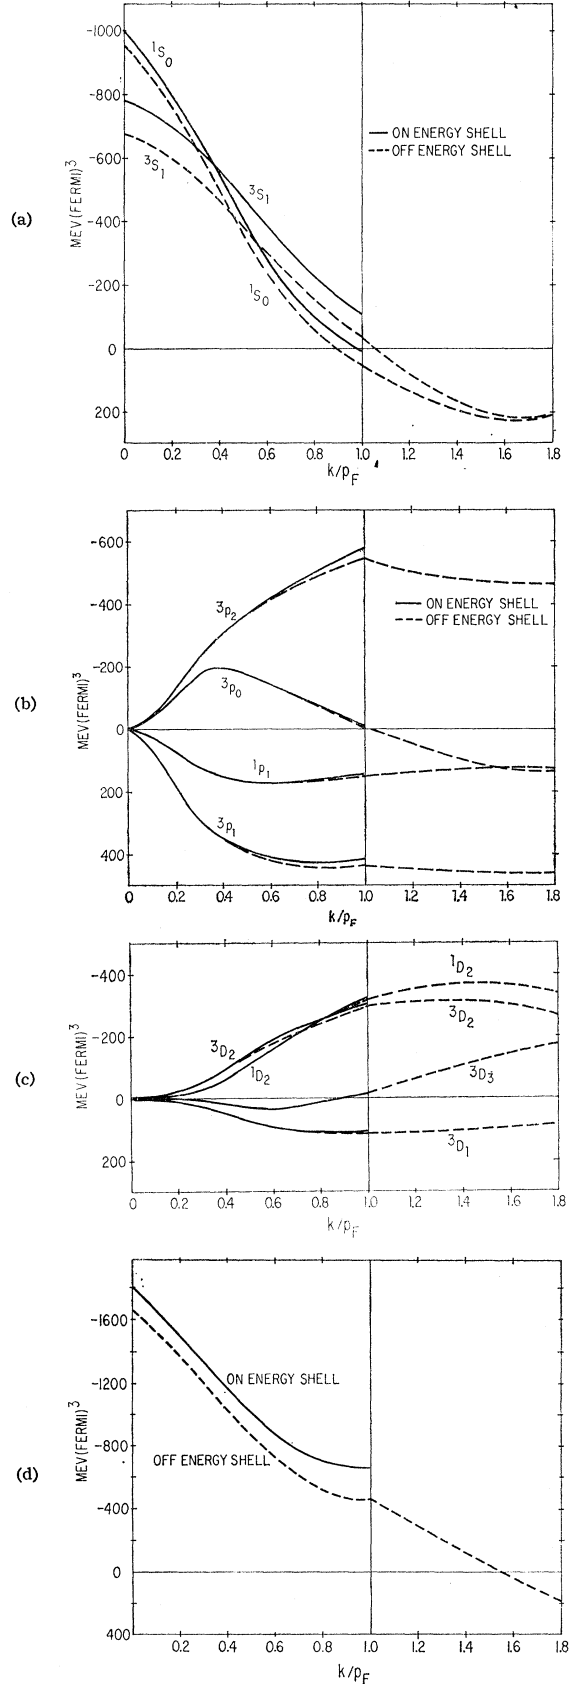 -1000
-800
-600
-400
-200
0
200
MEV(FERMI)³
(a)
¹S₀
³S₁
³S₁
¹S₀
ON ENERGY SHELL
OFF ENERGY SHELL
0 0.2 0.4 0.6 0.8 1.0 1.2 1.4 1.6 1.8
k/p_F
-600
-400
-200
0
200
400
MEV(FERMI)³
(b)
³P₂
³P₀
¹P₁
³P₁
ON ENERGY SHELL
OFF ENERGY SHELL
0 0.2 0.4 0.6 0.8 1.0 1.2 1.4 1.6 1.8
k/p_F
-400
-200
0
200
MEV(FERMI)³
(c)
¹D₂
³D₂
³D₂
¹D₂
³D₃
³D₁
0 0.2 0.4 0.6 0.8 1.0 1.2 1.4 1.6 1.8
k/p_F
-1600
-1200
-800
-400
0
400
MEV(FERMI)³
(d)
ON ENERGY SHELL
OFF ENERGY SHELL
0.2 0.4 0.6 0.8 1.0 1.2 1.4 1.6 1.8
k/p_F